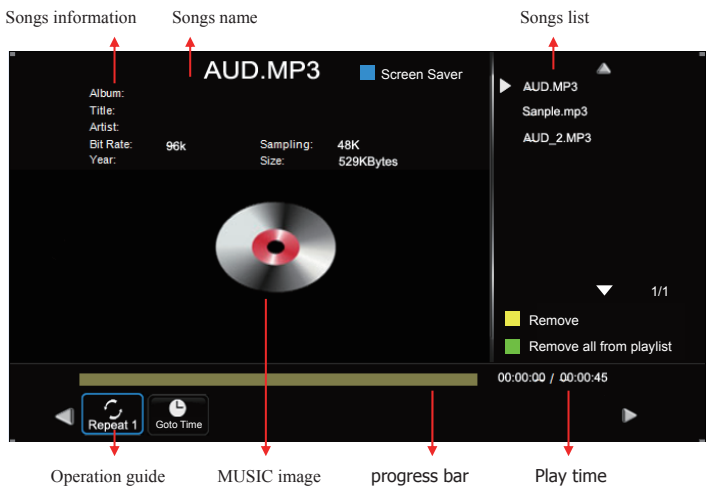 Songs information
Songs name
Songs list
AUD.MP3
Screen Saver
Album:
Title:
Artist:
Bit Rate: 96k Sampling: 48K
Year: Size: 529KBytes
AUD.MP3
Sanple.mp3
AUD_2.MP3
1/1
Remove
Remove all from playlist
00:00:00 / 00:00:45
Repeat 1
Goto Time
Operation guide
MUSIC image
progress bar
Play time